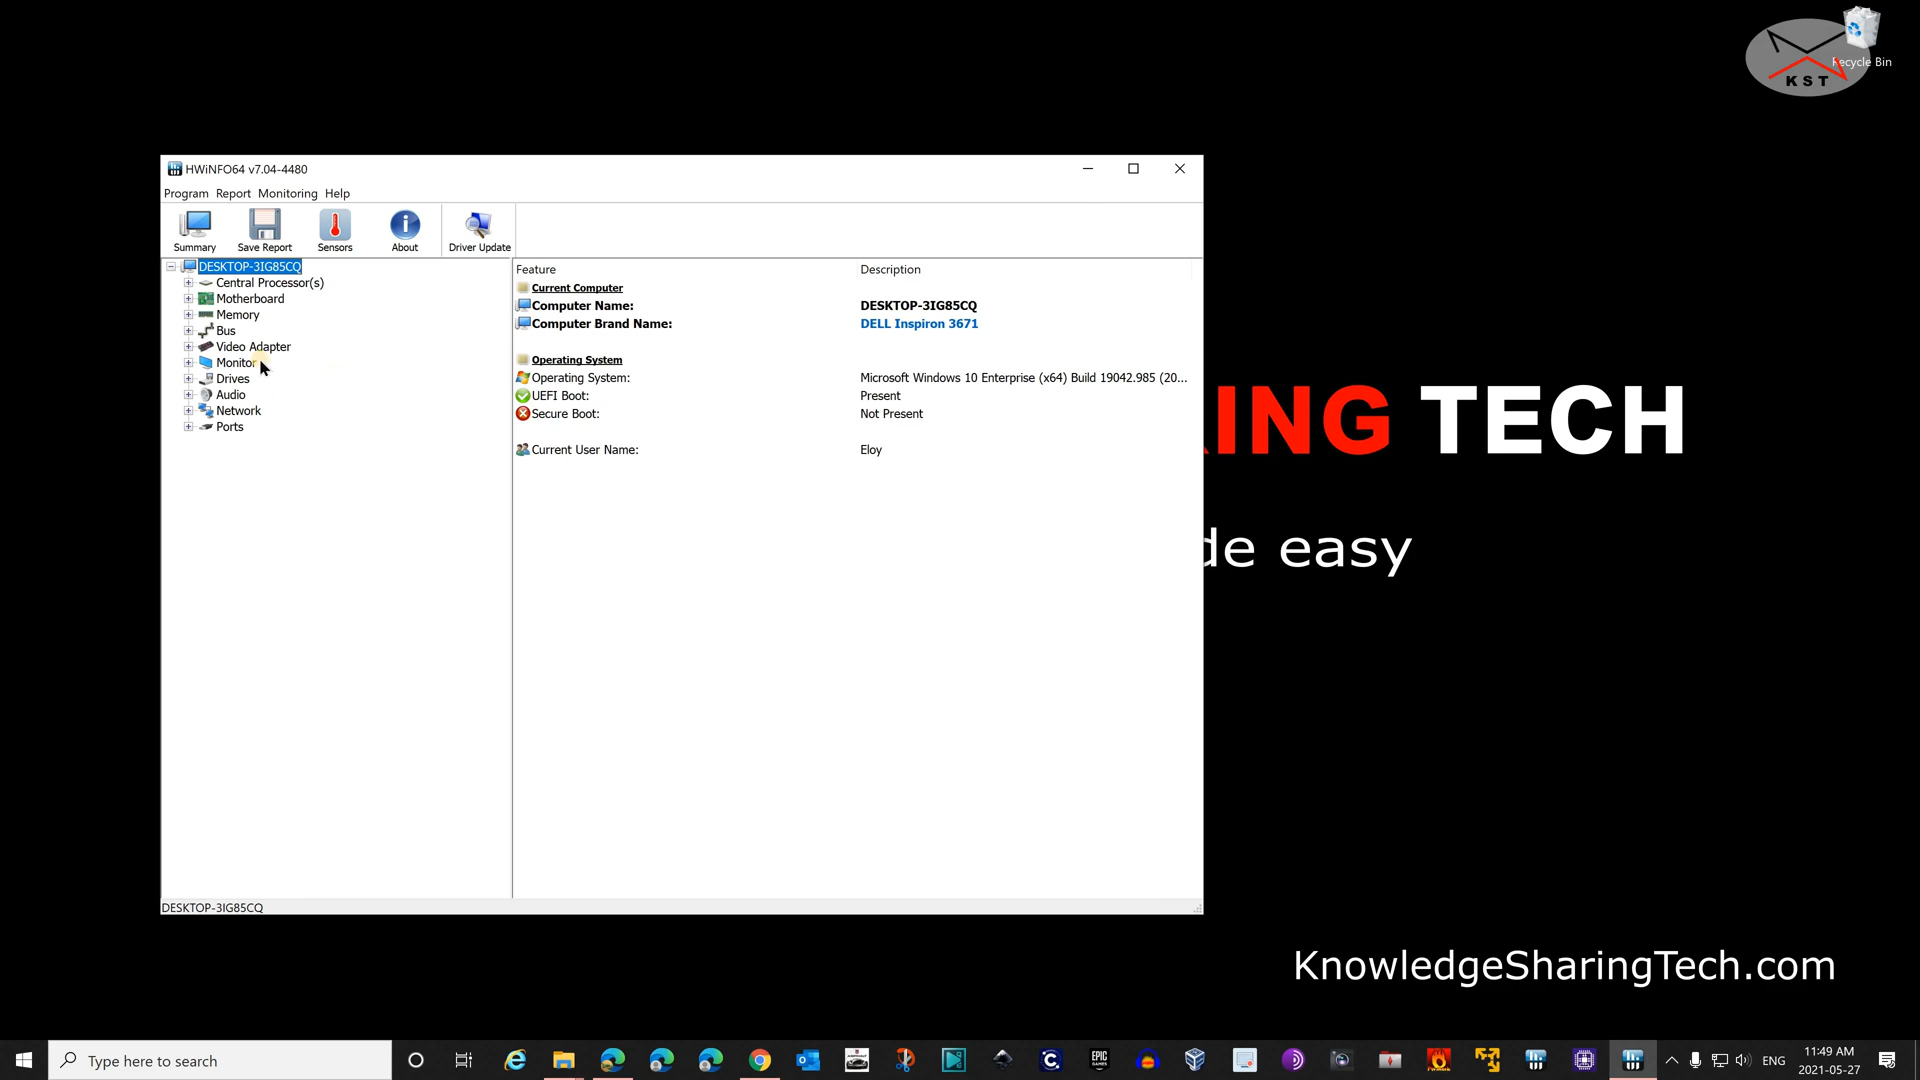 Recycle Bin
KST
HWiNFO64 v7.04-4480
Program Report Monitoring Help
Summary
Save Report
Sensors
About
Driver Update
DESKTOP-3IG85CQ
Central Processor(s)
Motherboard
Memory
Bus
Video Adapter
Monitor
Drives
Audio
Network
Ports
Feature Description
Current Computer
Computer Name: DESKTOP-3IG85CQ
Computer Brand Name: DELL Inspiron 3671
Operating System
Operating System: Microsoft Windows 10 Enterprise (x64) Build 19042.985 (20...
UEFI Boot: Present
Secure Boot: Not Present
Current User Name: Eloy
DESKTOP-3IG85CQ
RING TECH
de easy
KnowledgeSharingTech.com
Type here to search
EPIC
GAMES
ENG
11:49 AM
2021-05-27